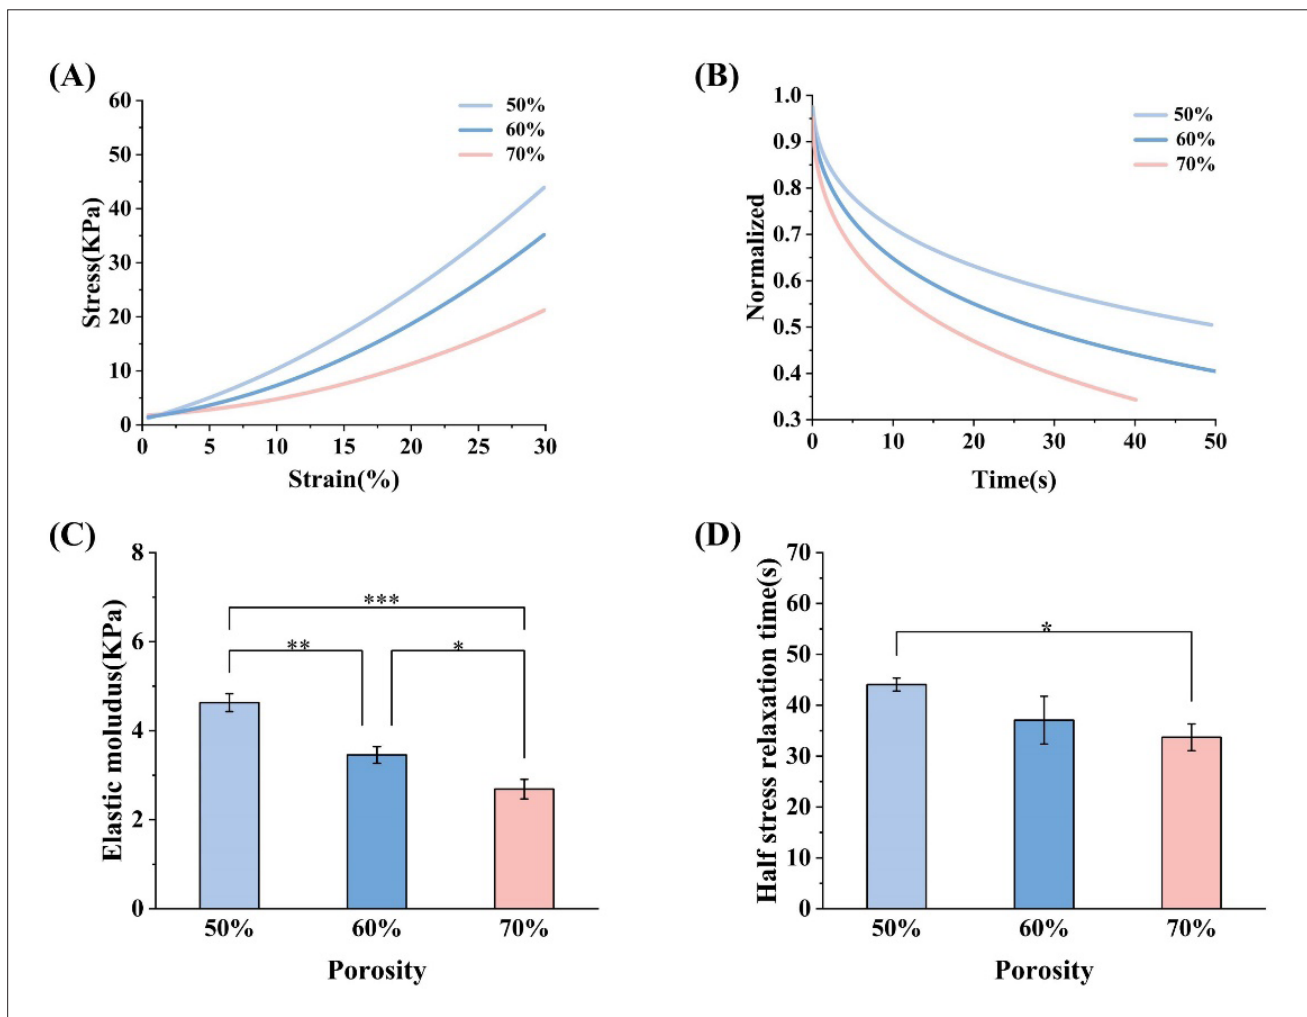 (A)
60
50
40
30
20
10
0
Stress(KPa)
50%
60%
70%
0 5 10 15 20 25 30
Strain(%)
(B)
1.0
0.9
0.8
0.7
0.6
0.5
0.4
0.3
Normalized
50%
60%
70%
0 10 20 30 40 50
Time(s)
(C)
8
6
4
2
0
Elastic moludus(KPa)
***
** *
50% 60% 70%
Porosity
(D)
70
60
50
40
30
20
10
0
Half stress relaxation time(s)
*
50% 60% 70%
Porosity